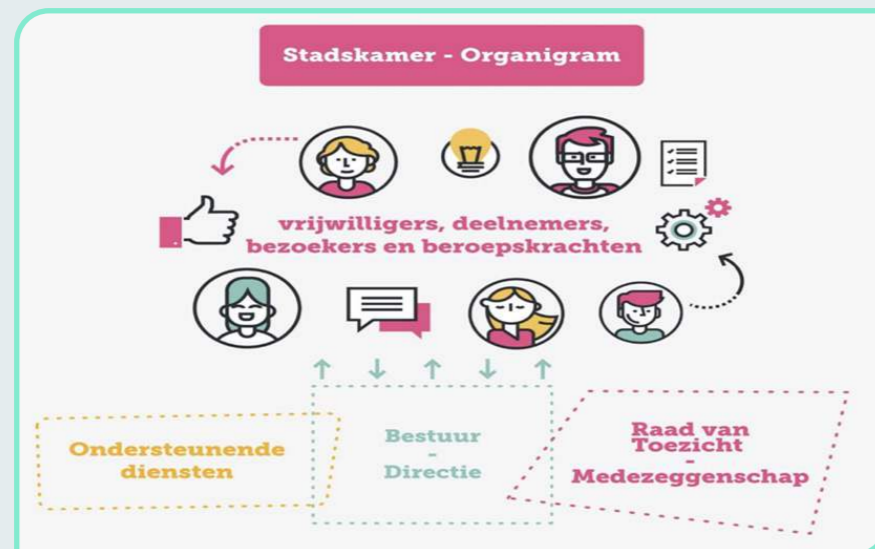 Stadskamer - Organigram
vrijwilligers, deelnemers,
bezoekers en beroepskrachten
Ondersteunende
diensten
Bestuur
-
Directie
Raad van
Toezicht
-
Medezeggenschap